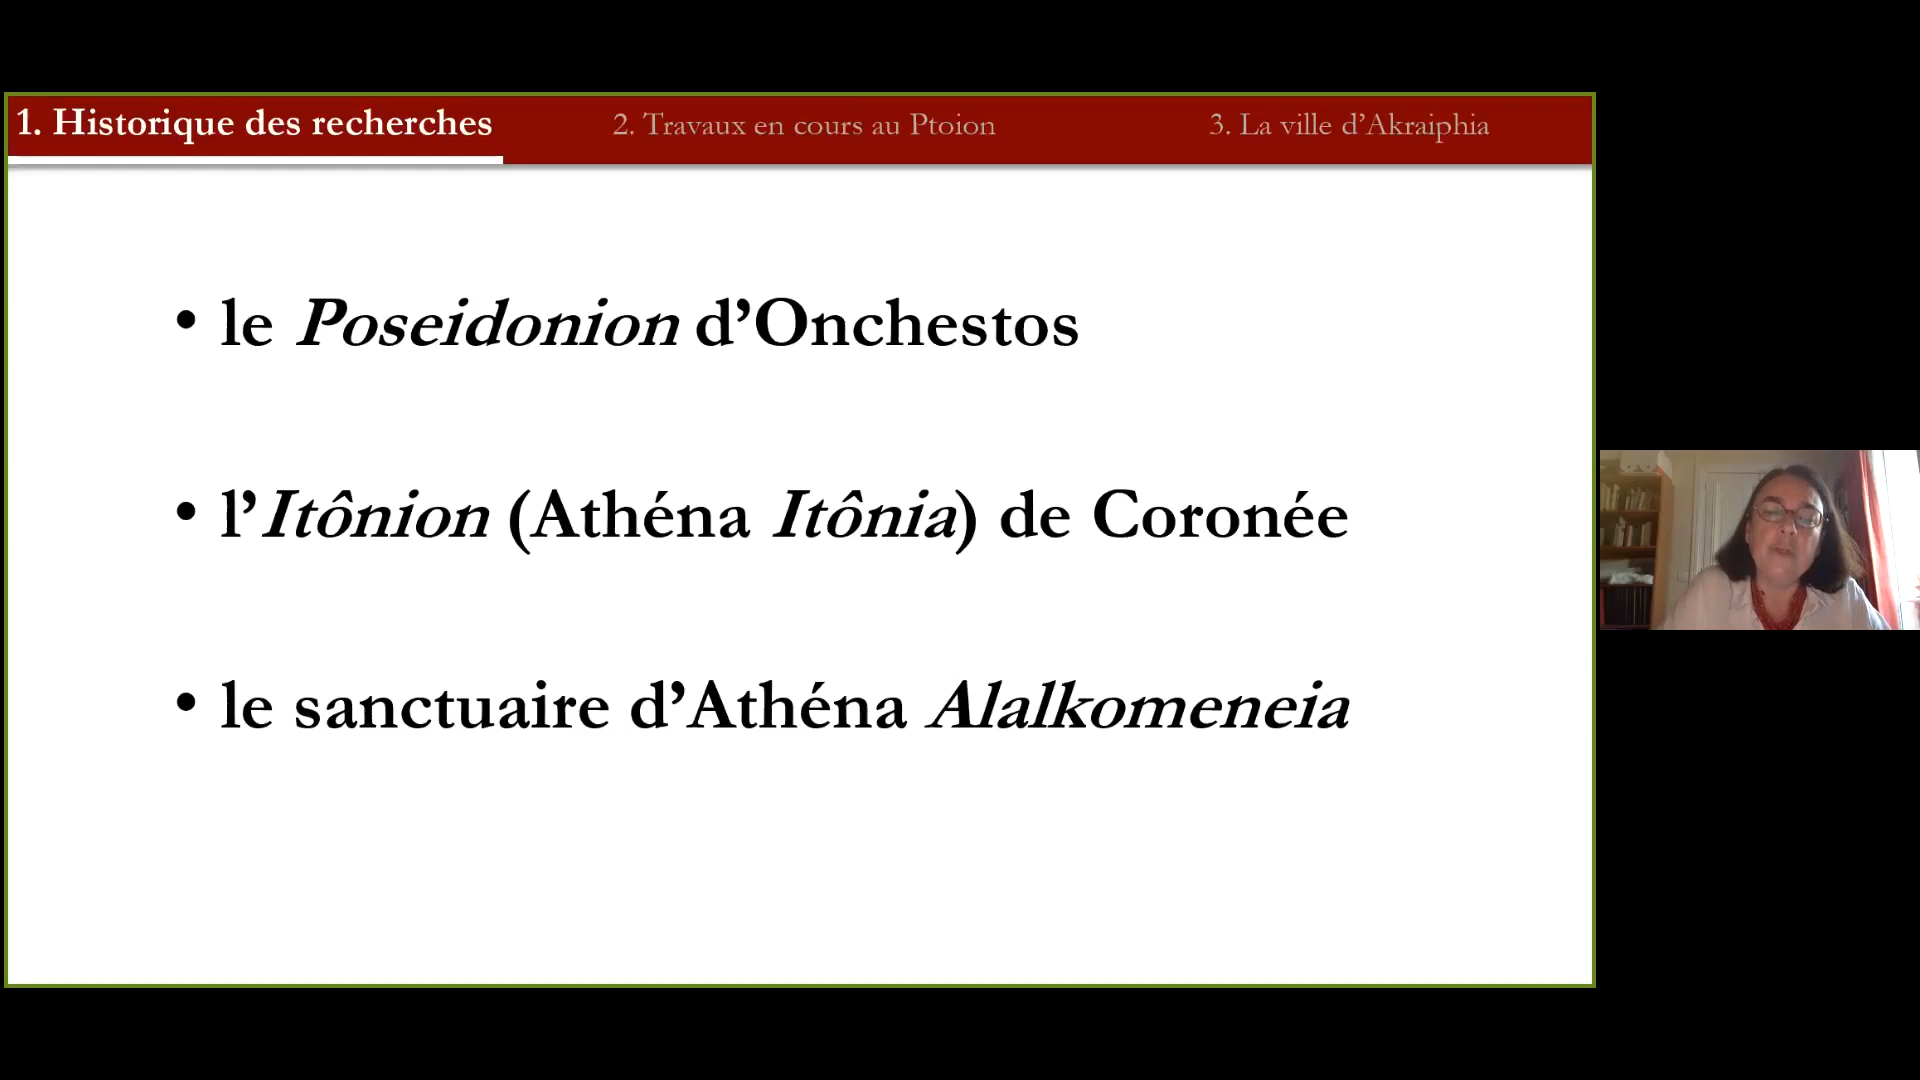 1. Historique des recherches
2. Travaux en cours au Ptoion
3. La ville d’Akraiphia
• le Poseidonion d’Onchestos
• l’Itônion (Athéna Itônia) de Coronée
• le sanctuaire d’Athéna Alalkomeneia